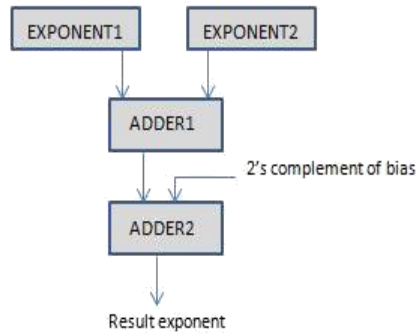 EXPONENT1
EXPONENT2
ADDER1
2's complement of bias
ADDER2
Result exponent